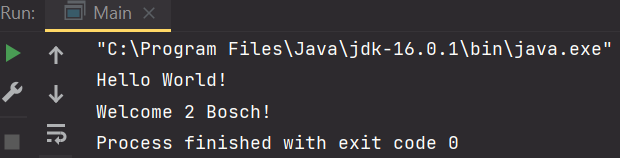 Run: Main
"C:\Program Files\Java\jdk-16.0.1\bin\java.exe"
Hello World!
Welcome 2 Bosch!
Process finished with exit code 0